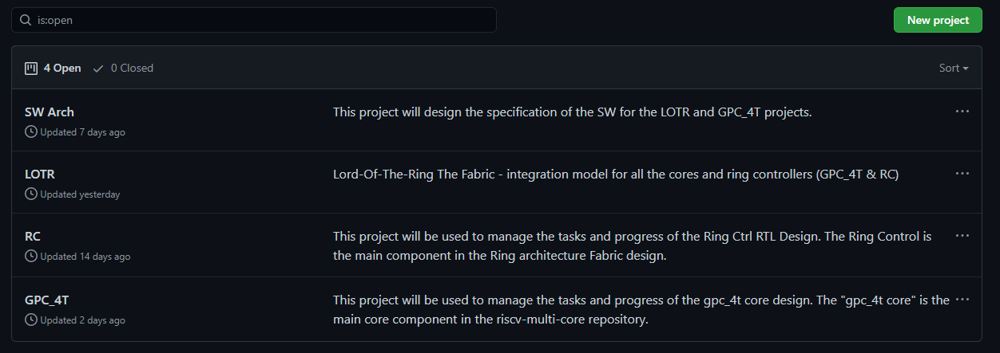 is:open
New project
4 Open 0 Closed Sort
SW Arch
Updated 7 days ago
This project will design the specification of the SW for the LOTR and GPC_4T projects.
LOTR
Updated yesterday
Lord-Of-The-Ring The Fabric - integration model for all the cores and ring controllers (GPC_4T & RC)
RC
Updated 14 days ago
This project will be used to manage the tasks and progress of the Ring Ctrl RTL Design. The Ring Control is
the main component in the Ring architecture Fabric design.
GPC_4T
Updated 2 days ago
This project will be used to manage the tasks and progress of the gpc_4t core design. The "gpc_4t core" is the
main core component in the riscv-multi-core repository.